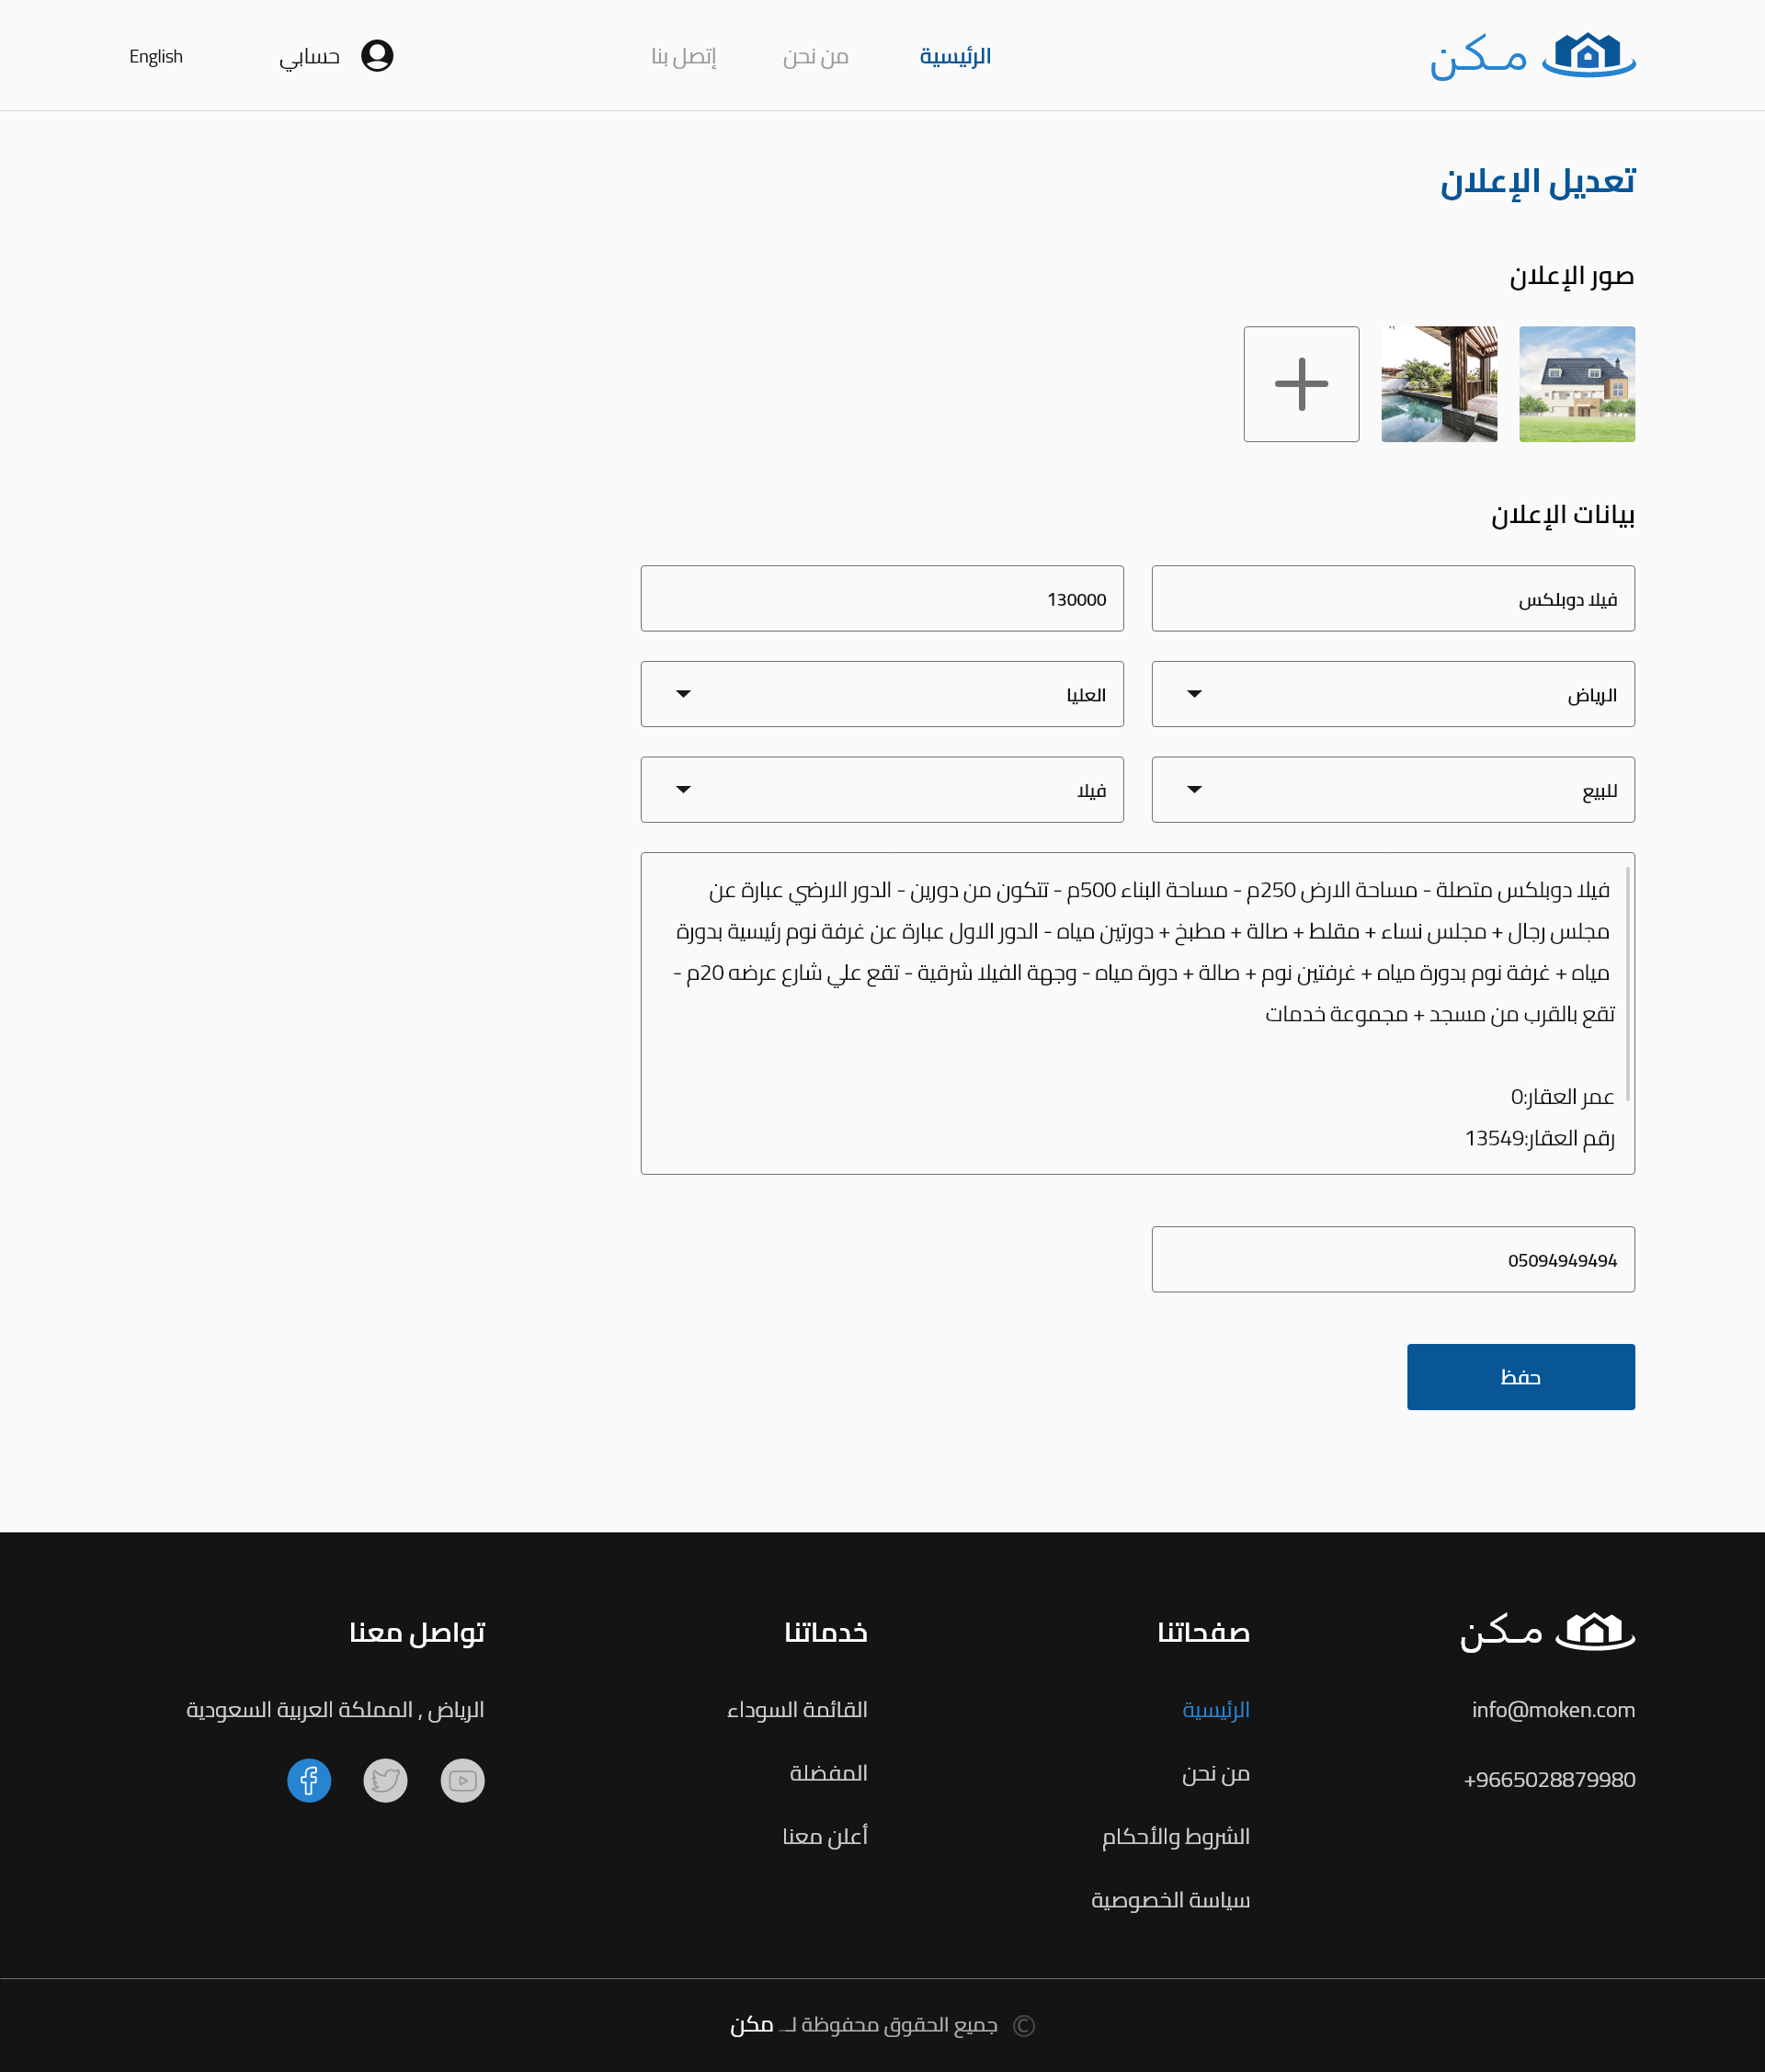 مـكـن
الرئيسية
من نحن
إتصل بنا
حسابي
English
تعديل الإعلان
صور الإعلان
بيانات الإعلان
فيلا دوبلكس
130000
الرياض
العليا
للبيع
فيلا
فيلا دوبلكس متصلة - مساحة الارض 250م - مساحة البناء 500م - تتكون من دورين - الدور الارضي عبارة عن
مجلس رجال + مجلس نساء + مقلط + صالة + مطبخ + دورتين مياه - الدور الاول عبارة عن غرفة نوم رئيسية بدورة
مياه + غرفة نوم بدورة مياه + غرفتين نوم + صالة + دورة مياه - وجهة الفيلا شرقية - تقع علي شارع عرضه 20م -
تقع بالقرب من مسجد + مجموعة خدمات
عمر العقار:0
رقم العقار:13549
05094949494
حفظ
مـكـن
info@moken.com
+9665028879980
صفحاتنا
الرئيسية
من نحن
الشروط والأحكام
سياسة الخصوصية
خدماتنا
القائمة السوداء
المفضلة
أعلن معنا
تواصل معنا
الرياض , المملكة العربية السعودية
© جميع الحقوق محفوظة لـ مكن